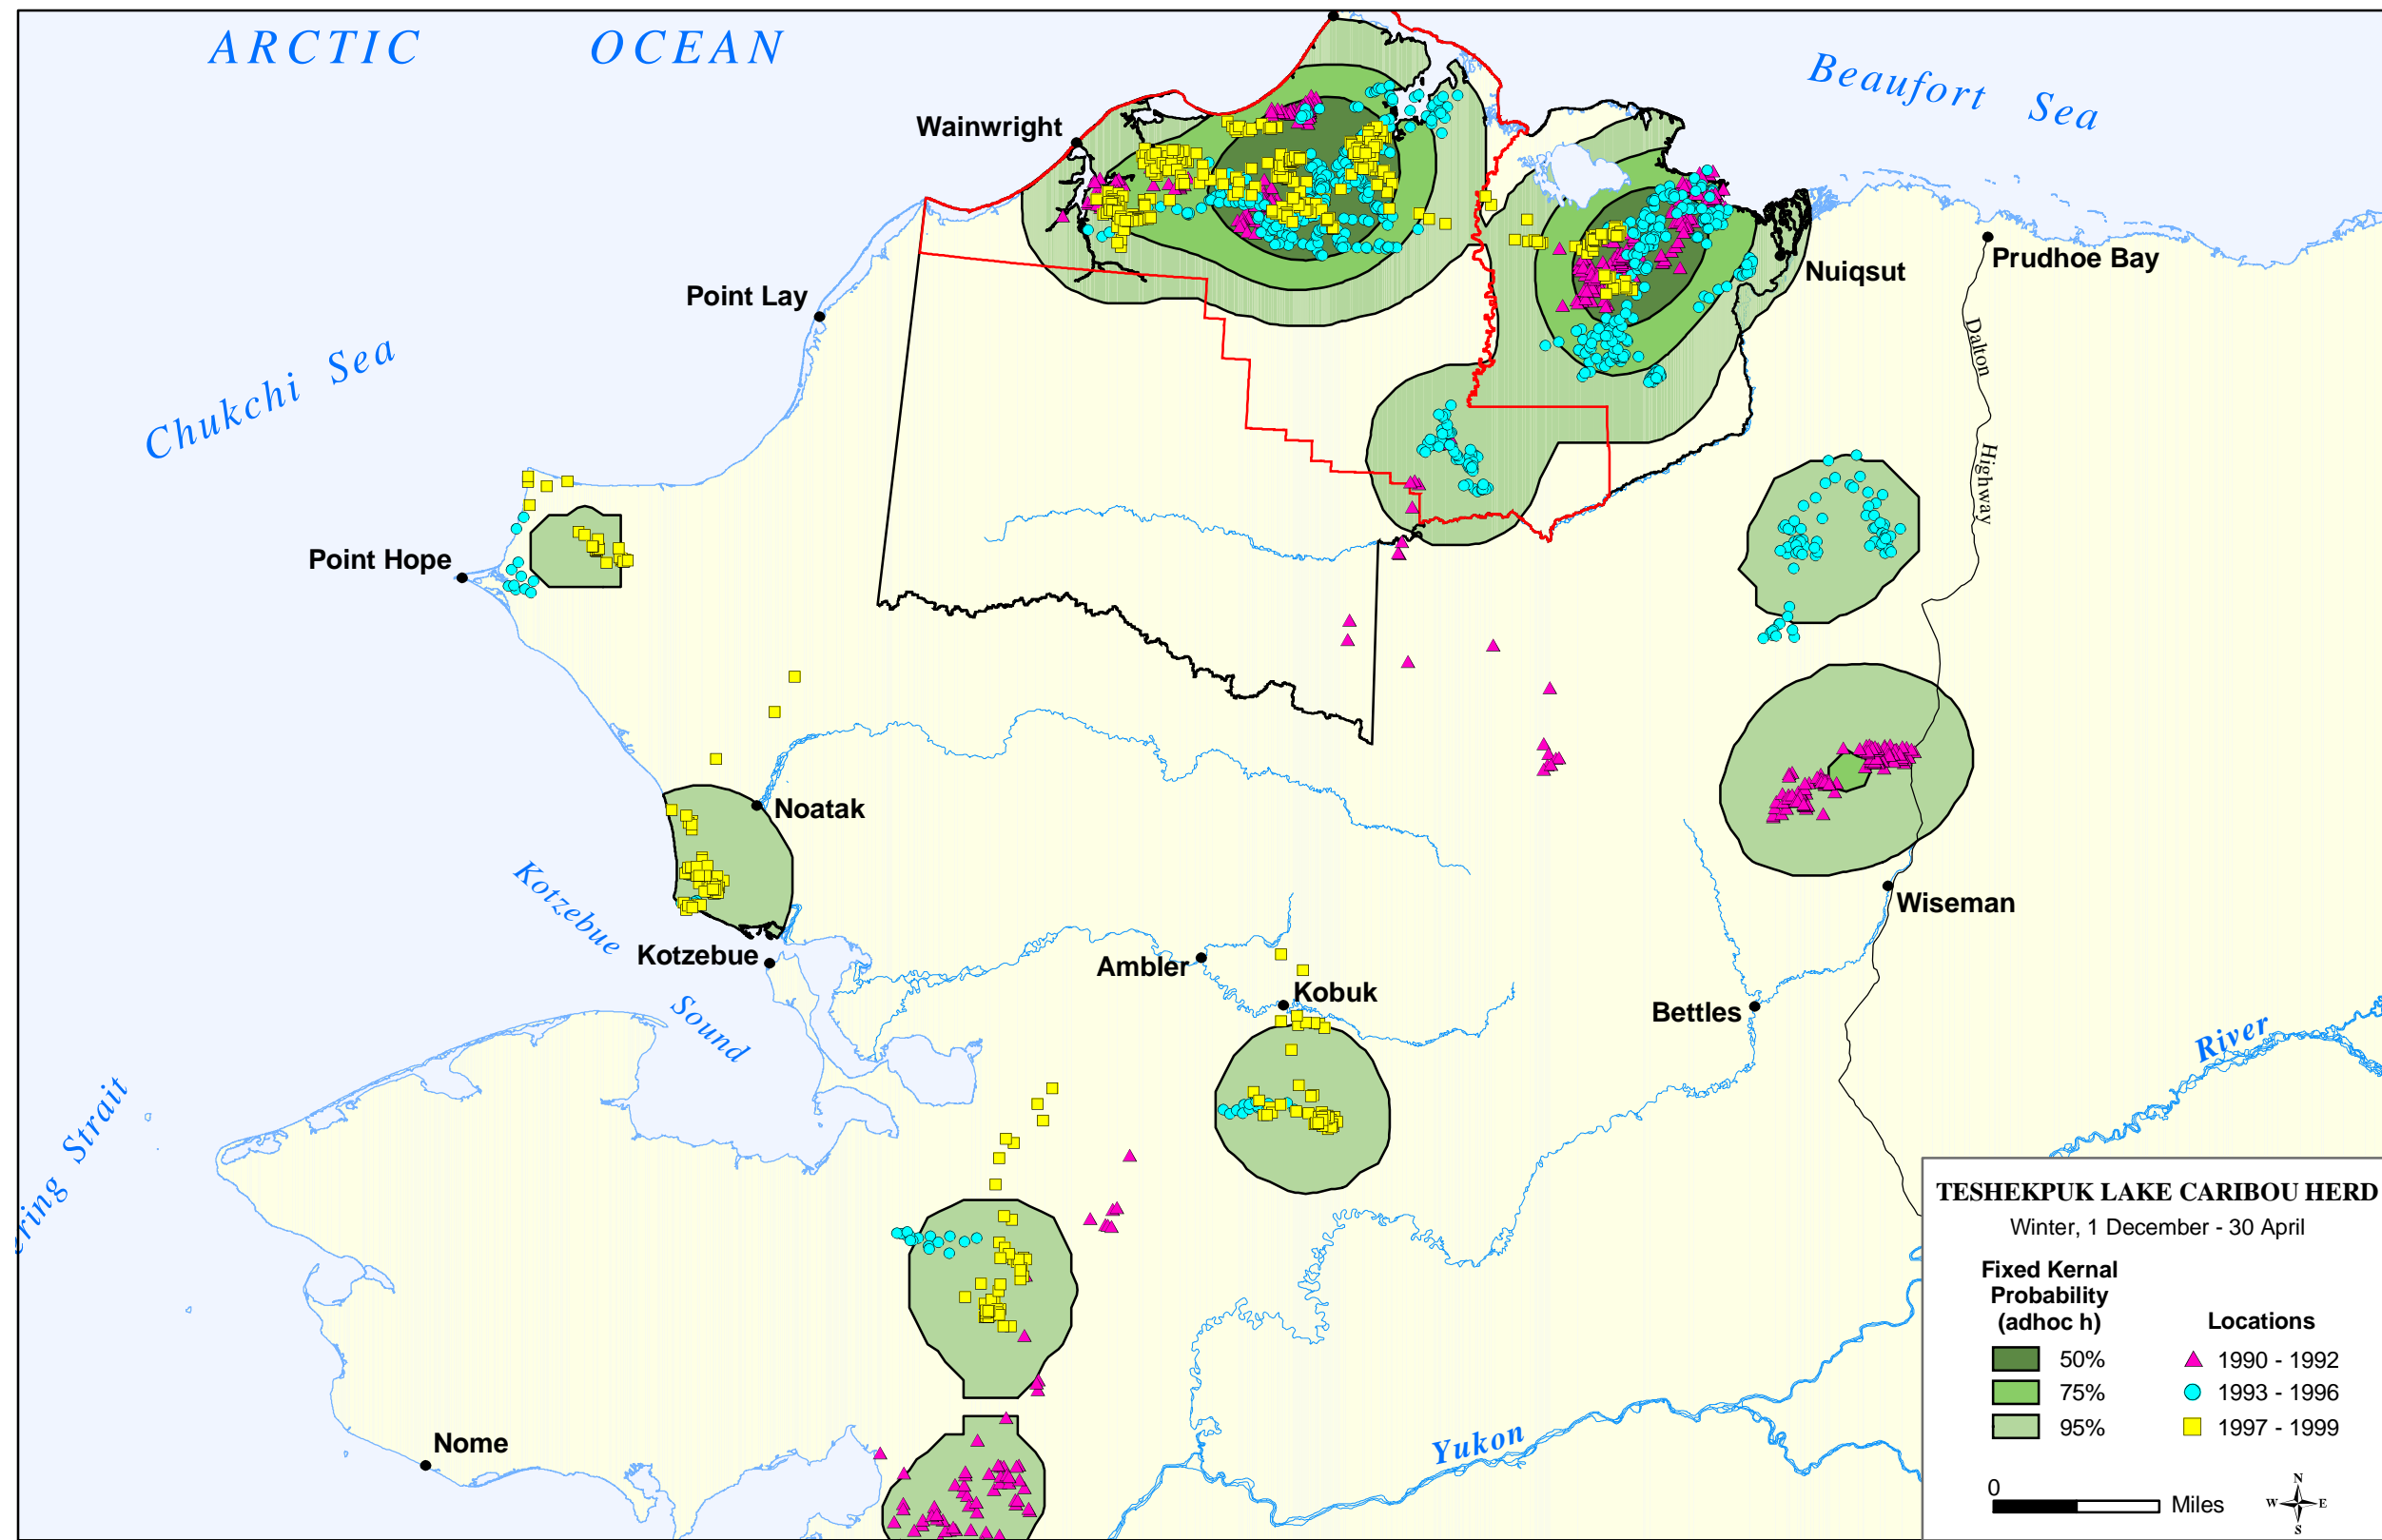 ARCTIC OCEAN
Beaufort Sea
Wainwright
Prudhoe Bay
Nuiqsut
Point Lay
Dalton
Highway
Chukchi Sea
Point Hope
Noatak
Kotzebue
Sound
Wiseman
Kotzebue
Ambler
Kobuk
Bettles
River
Strait
Nome
Yukon
TESHEKPUK LAKE CARIBOU HERD
Winter, 1 December - 30 April
Fixed Kernal
Probability
(adhoc h)
Locations
50%
1990 - 1992
75%
1993 - 1996
95%
1997 - 1999
0
Miles
N
W E
S